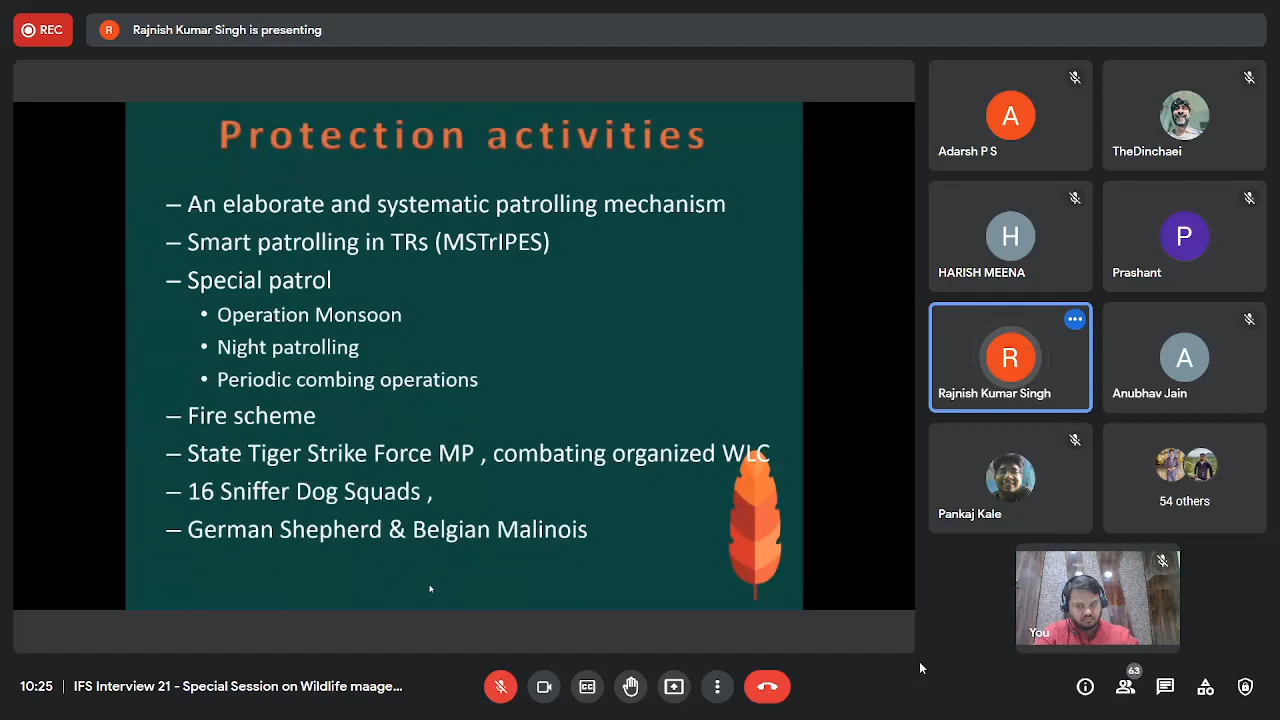 REC
R
Rajnish Kumar Singh is presenting
Protection activities
– An elaborate and systematic patrolling mechanism
– Smart patrolling in TRs (MSTrIPES)
– Special patrol
• Operation Monsoon
• Night patrolling
• Periodic combing operations
– Fire scheme
– State Tiger Strike Force MP , combating organized WLC
– 16 Sniffer Dog Squads ,
– German Shepherd & Belgian Malinois
A
Adarsh P S
TheDinchaei
H
HARISH MEENA
P
Prashant
R
Rajnish Kumar Singh
A
Anubhav Jain
Pankaj Kale
54 others
You
10:25 | IFS Interview 21 - Special Session on Wildlife maage...
CC
63